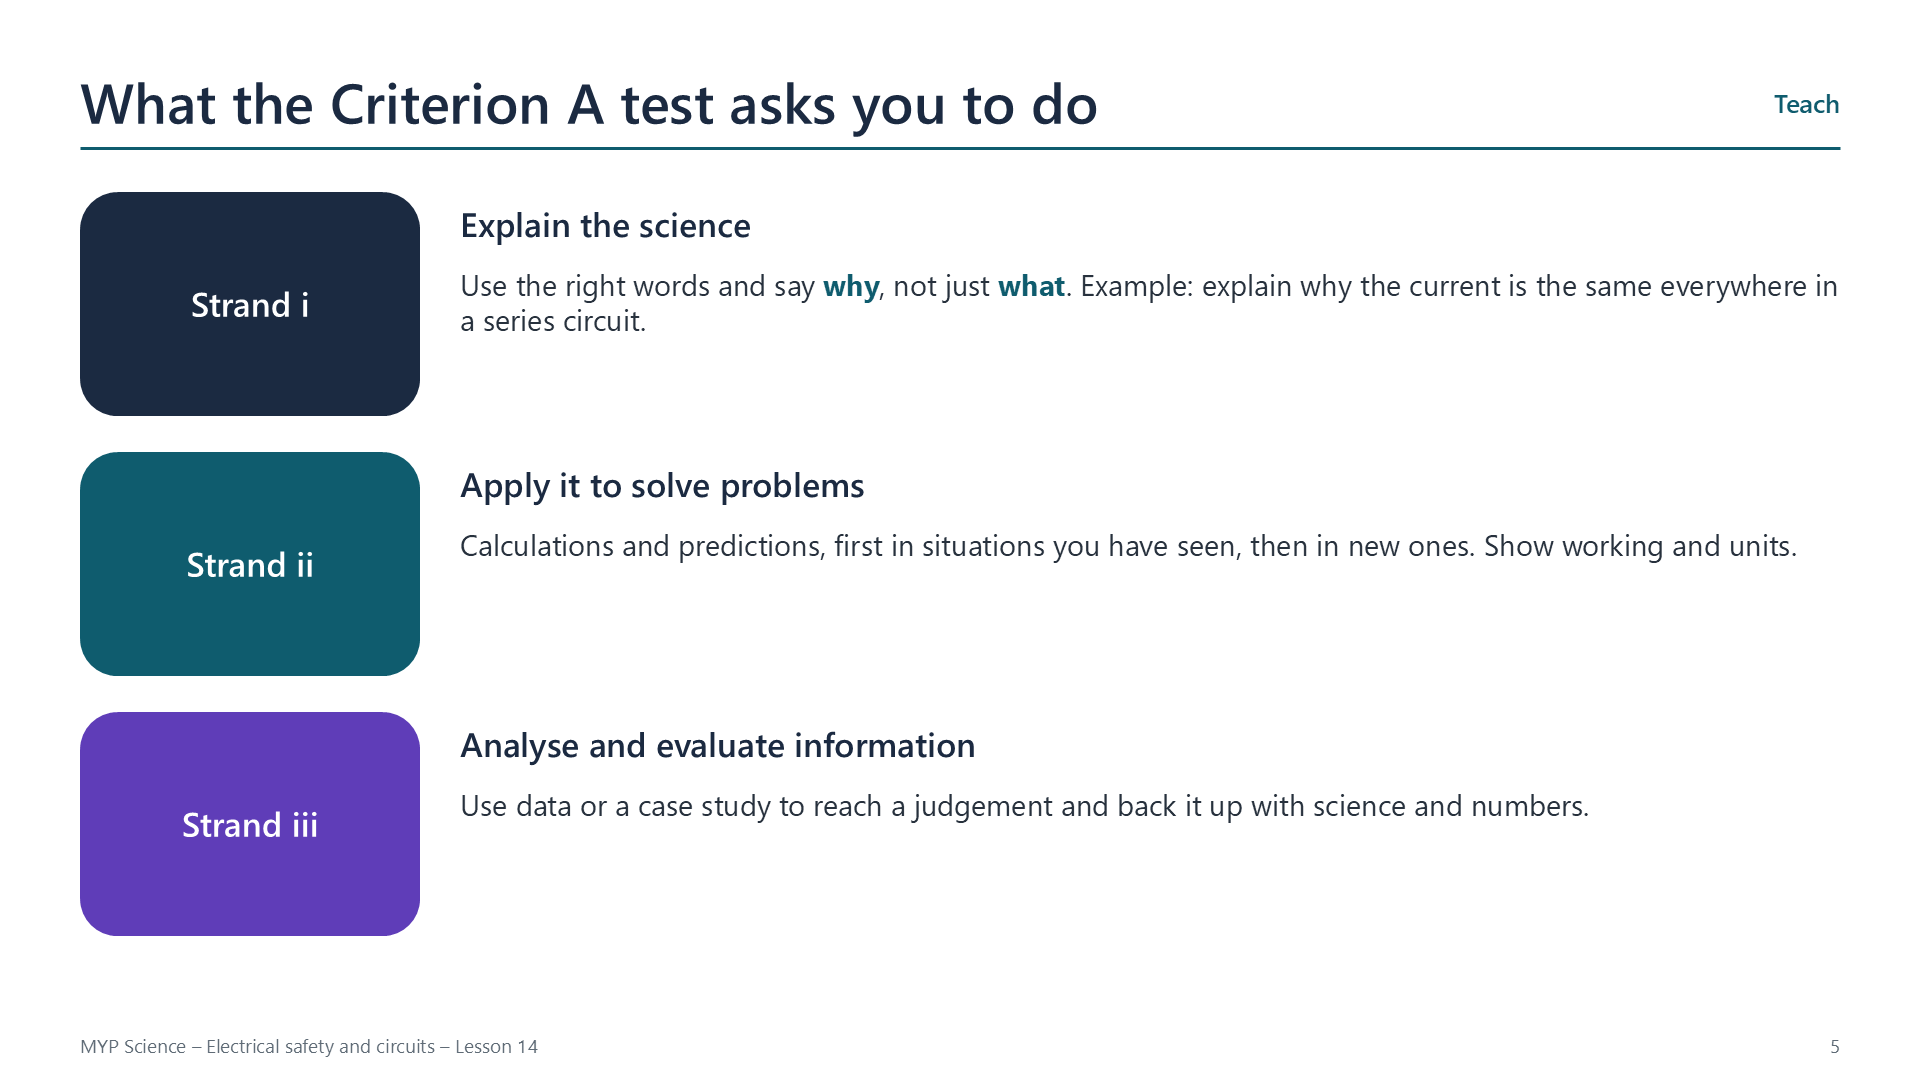 What the Criterion A test asks you to do
Teach
Strand i
Explain the science
Use the right words and say why, not just what. Example: explain why the current is the same everywhere in
a series circuit.
Strand ii
Apply it to solve problems
Calculations and predictions, first in situations you have seen, then in new ones. Show working and units.
Strand iii
Analyse and evaluate information
Use data or a case study to reach a judgement and back it up with science and numbers.
MYP Science – Electrical safety and circuits – Lesson 14
5